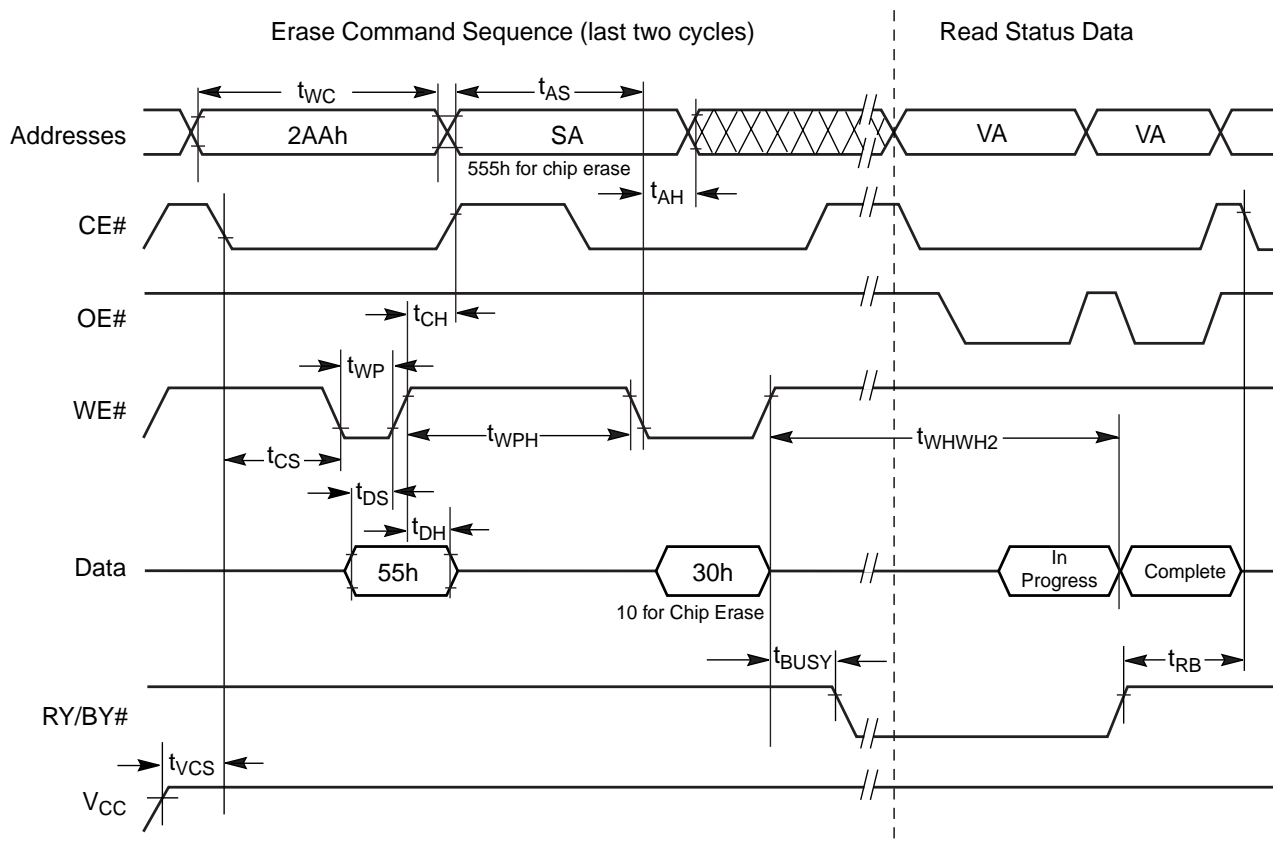 Erase Command Sequence (last two cycles)
Read Status Data
tWC
tAS
Addresses
2AAh
SA
VA
VA
555h for chip erase
tAH
CE#
OE#
tCH
tWP
WE#
tWPH
tWHWH2
tCS
tDS
tDH
Data
55h
30h
In
Progress
Complete
10 for Chip Erase
tBUSY
tRB
RY/BY#
tVCS
VCC